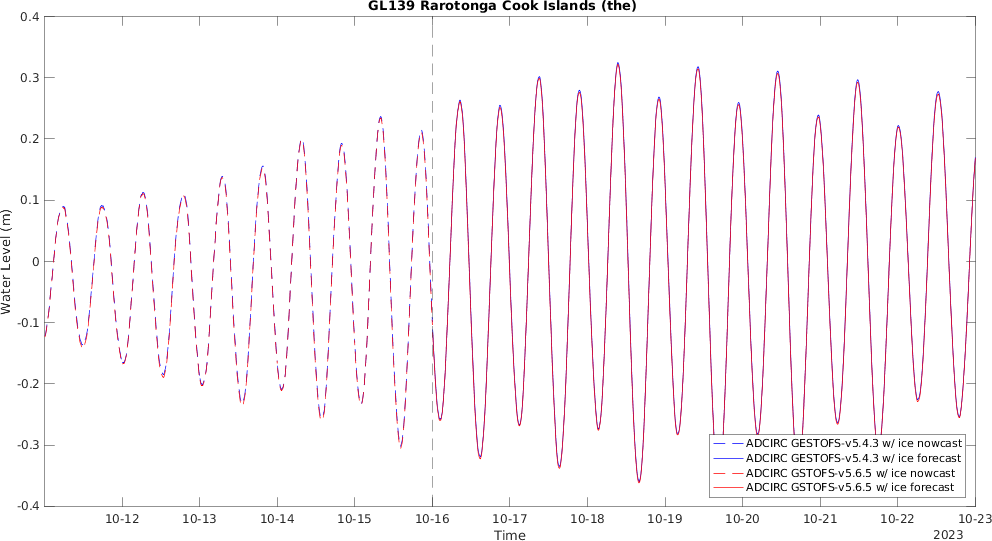 GL139 Rarotonga Cook Islands (the)
0.4
0.3
0.2
0.1
0
-0.1
-0.2
-0.3
-0.4
Water Level (m)
ADCIRC GESTOFS-v5.4.3 w/ ice nowcast
ADCIRC GESTOFS-v5.4.3 w/ ice forecast
ADCIRC GSTOFS-v5.6.5 w/ ice nowcast
ADCIRC GSTOFS-v5.6.5 w/ ice forecast
10-12 10-13 10-14 10-15 10-16 10-17 10-18 10-19 10-20 10-21 10-22 10-23
Time
2023